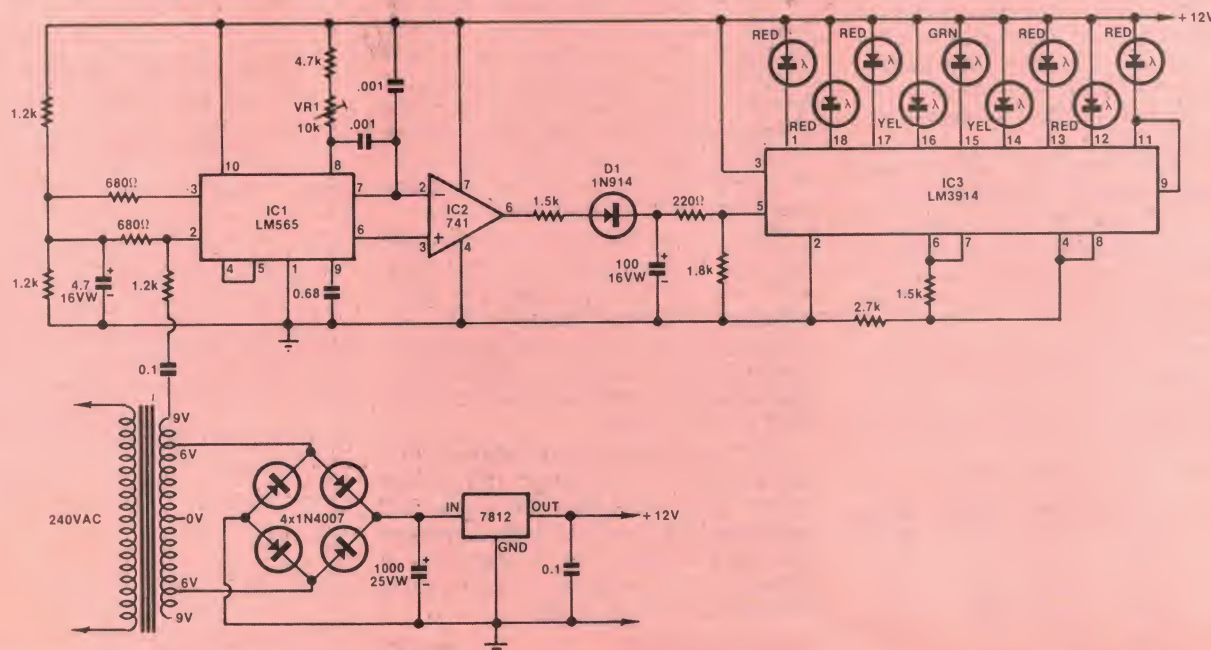 +12V
RED
RED
GRN
RED
RED
4.7k
.001
VR1
10k
.001
1.2k
λ
λ
λ
λ
λ
λ
λ
λ
λ
RED
YEL
YEL
RED
1
18
17
16
15
14
13
12
11
10
8
7
3
680Ω
3
7
2
−
IC3
LM3914
9
IC1
LM565
IC2
741
6
1.5k
D1
1N914
220Ω
5
680Ω
2
6
3
+
4
4
5
1
9
2
6
7
4
8
1.2k
4.7
16VW
+
−
1.2k
0.68
100
16VW
+
−
1.8k
1.5k
2.7k
0.1
9V
6V
240VAC
0V
4x1N4007
IN
7812
OUT
GND
+12V
1000
25VW
+
−
0.1
6V
9V